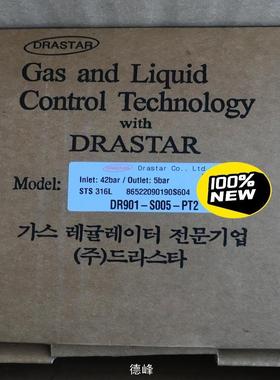 DRASTAR
Gas and Liquid
Control Technology
with
DRASTAR
Drastar Co., Ltd
Model:
Inlet: 42bar / Outlet: 5bar
STS 316L 86522090190S604
DR901-S005-PT2
100%
NEW
가스 레귤레이터 전문기업
(주)드라스타
德峰